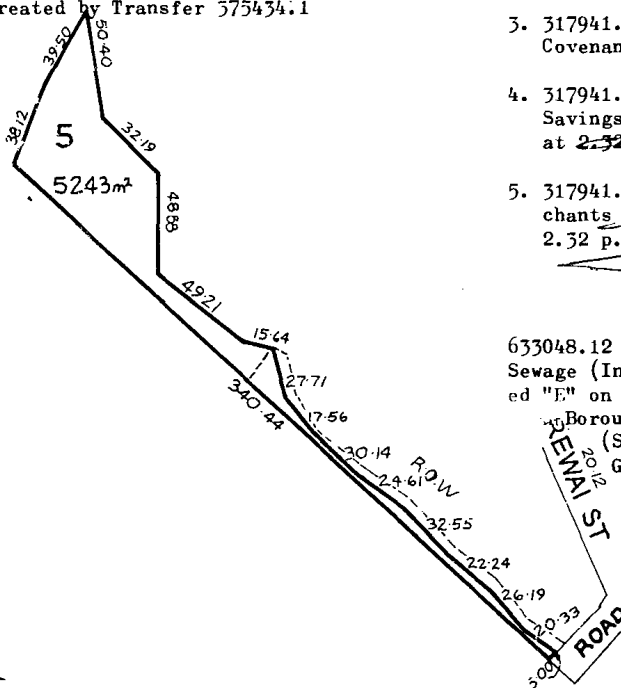 reated by Transfer 375434.1
3. 317941.
Covenan
4. 317941.
Savings
at 2.32
5. 317941.
chants
2.32 p.
633048.12
Sewage (In
ed "E" on
Borou
(S
G
39.50
50.40
38.12
5
32.19
5243m²
48.88
49.21
15.64
27.71
340.44
17.56
30.14
R.O.W
24.61
32.55
22.24
26.19
20.33
5.00
REWAI ST
20.12
ROAD